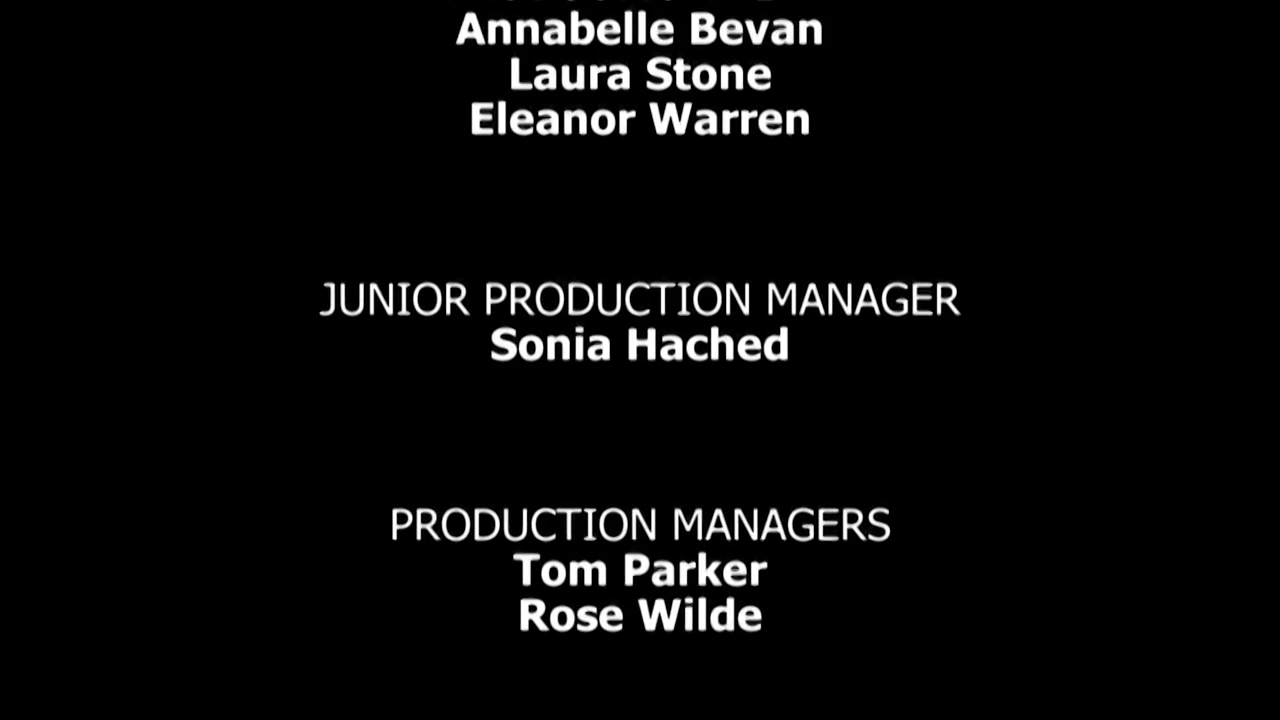 Annabelle Bevan
Laura Stone
Eleanor Warren
JUNIOR PRODUCTION MANAGER
Sonia Hached
PRODUCTION MANAGERS
Tom Parker
Rose Wilde